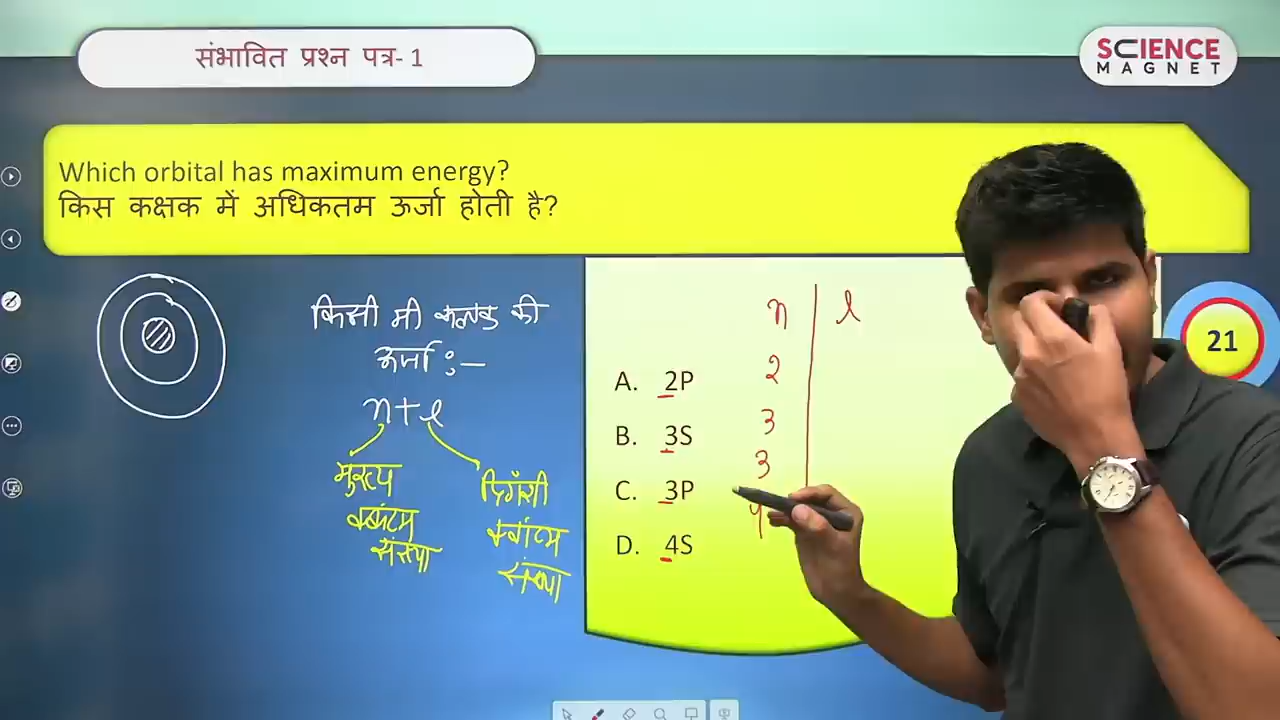 संभावित प्रश्न पत्र- 1
SCIENCE
MAGNET
Which orbital has maximum energy?
किस कक्षक में अधिकतम ऊर्जा होती है?
किसी भी कक्षक की
ऊर्जा :-
n+l
मुख्य
क्वांटम
संख्या
दिगंशी
क्वांटम
संख्या
A. 2P
B. 3S
C. 3P
D. 4S
n l
2
3
3
4
21